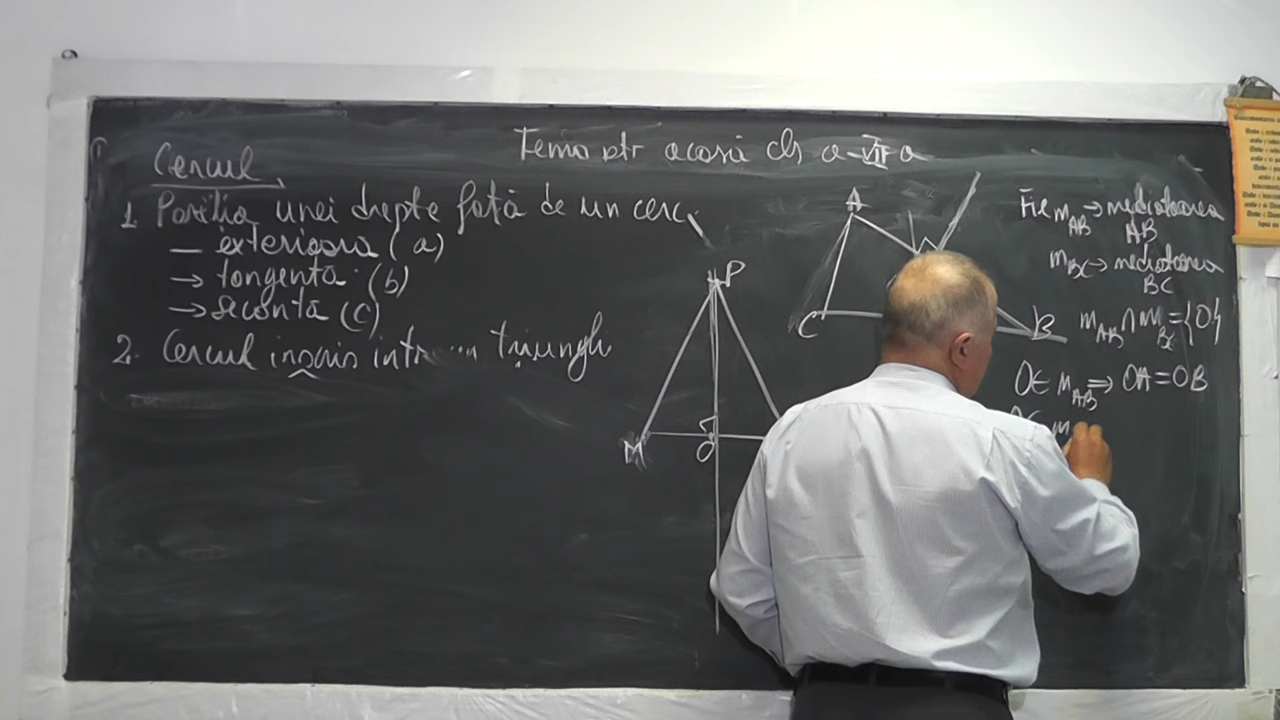 Tema ptr acasă cls a-VII a
Cercul
1. Poziția unei drepte față de un cerc
– exterioară (a)
→ tangentă (b)
→ secantă (c)
2. Cercul înscris într-un triunghi
P
M
O
A
C
B
Fie m_AB → mediatoarea
AB
m_BC → mediatoarea
BC
m_AB ∩ m_BC = {O}
O∈ m_AB ⇒ OA = OB
O∈ m